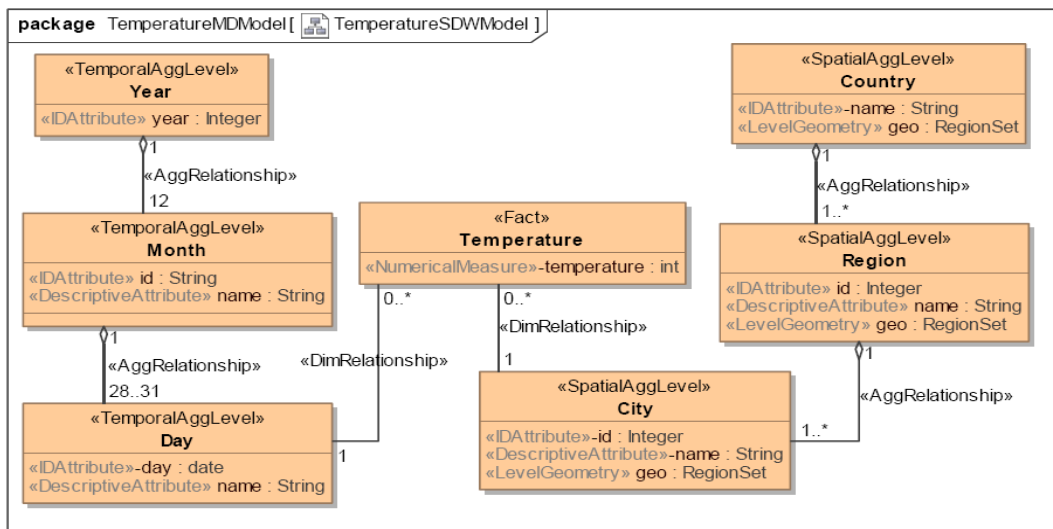 package TemperatureMDModel[ TemperatureSDWModel ]
«TemporalAggLevel»
Year
«IDAttribute» year : Integer
1
«AggRelationship»
12
«TemporalAggLevel»
Month
«IDAttribute» id : String
«DescriptiveAttribute» name : String
1
«AggRelationship»
28..31
«TemporalAggLevel»
Day
«IDAttribute»-day : date
«DescriptiveAttribute» name : String
1
«Fact»
Temperature
«NumericalMeasure»-temperature : int
0..*
0..*
«DimRelationship»
«DimRelationship»
1
«SpatialAggLevel»
City
«IDAttribute»-id : Integer
«DescriptiveAttribute»-name : String
«LevelGeometry» geo : RegionSet
«SpatialAggLevel»
Country
«IDAttribute»-name : String
«LevelGeometry» geo : RegionSet
1
«AggRelationship»
1..*
«SpatialAggLevel»
Region
«IDAttribute» id : Integer
«DescriptiveAttribute» name : String
«LevelGeometry» geo : RegionSet
1
«AggRelationship»
1..*